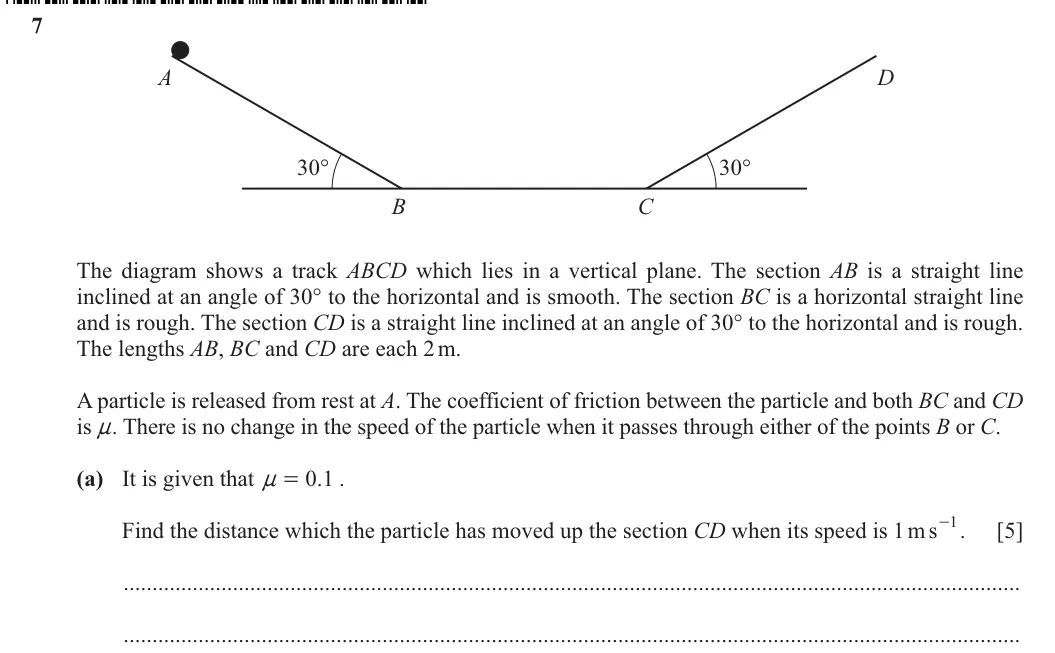 7
A
D
30°
30°
B
C
The diagram shows a track ABCD which lies in a vertical plane. The section AB is a straight line
inclined at an angle of 30° to the horizontal and is smooth. The section BC is a horizontal straight line
and is rough. The section CD is a straight line inclined at an angle of 30° to the horizontal and is rough.
The lengths AB, BC and CD are each 2 m.
A particle is released from rest at A. The coefficient of friction between the particle and both BC and CD
is μ. There is no change in the speed of the particle when it passes through either of the points B or C.
(a) It is given that μ = 0.1 .
Find the distance which the particle has moved up the section CD when its speed is 1 m s⁻¹ . [5]